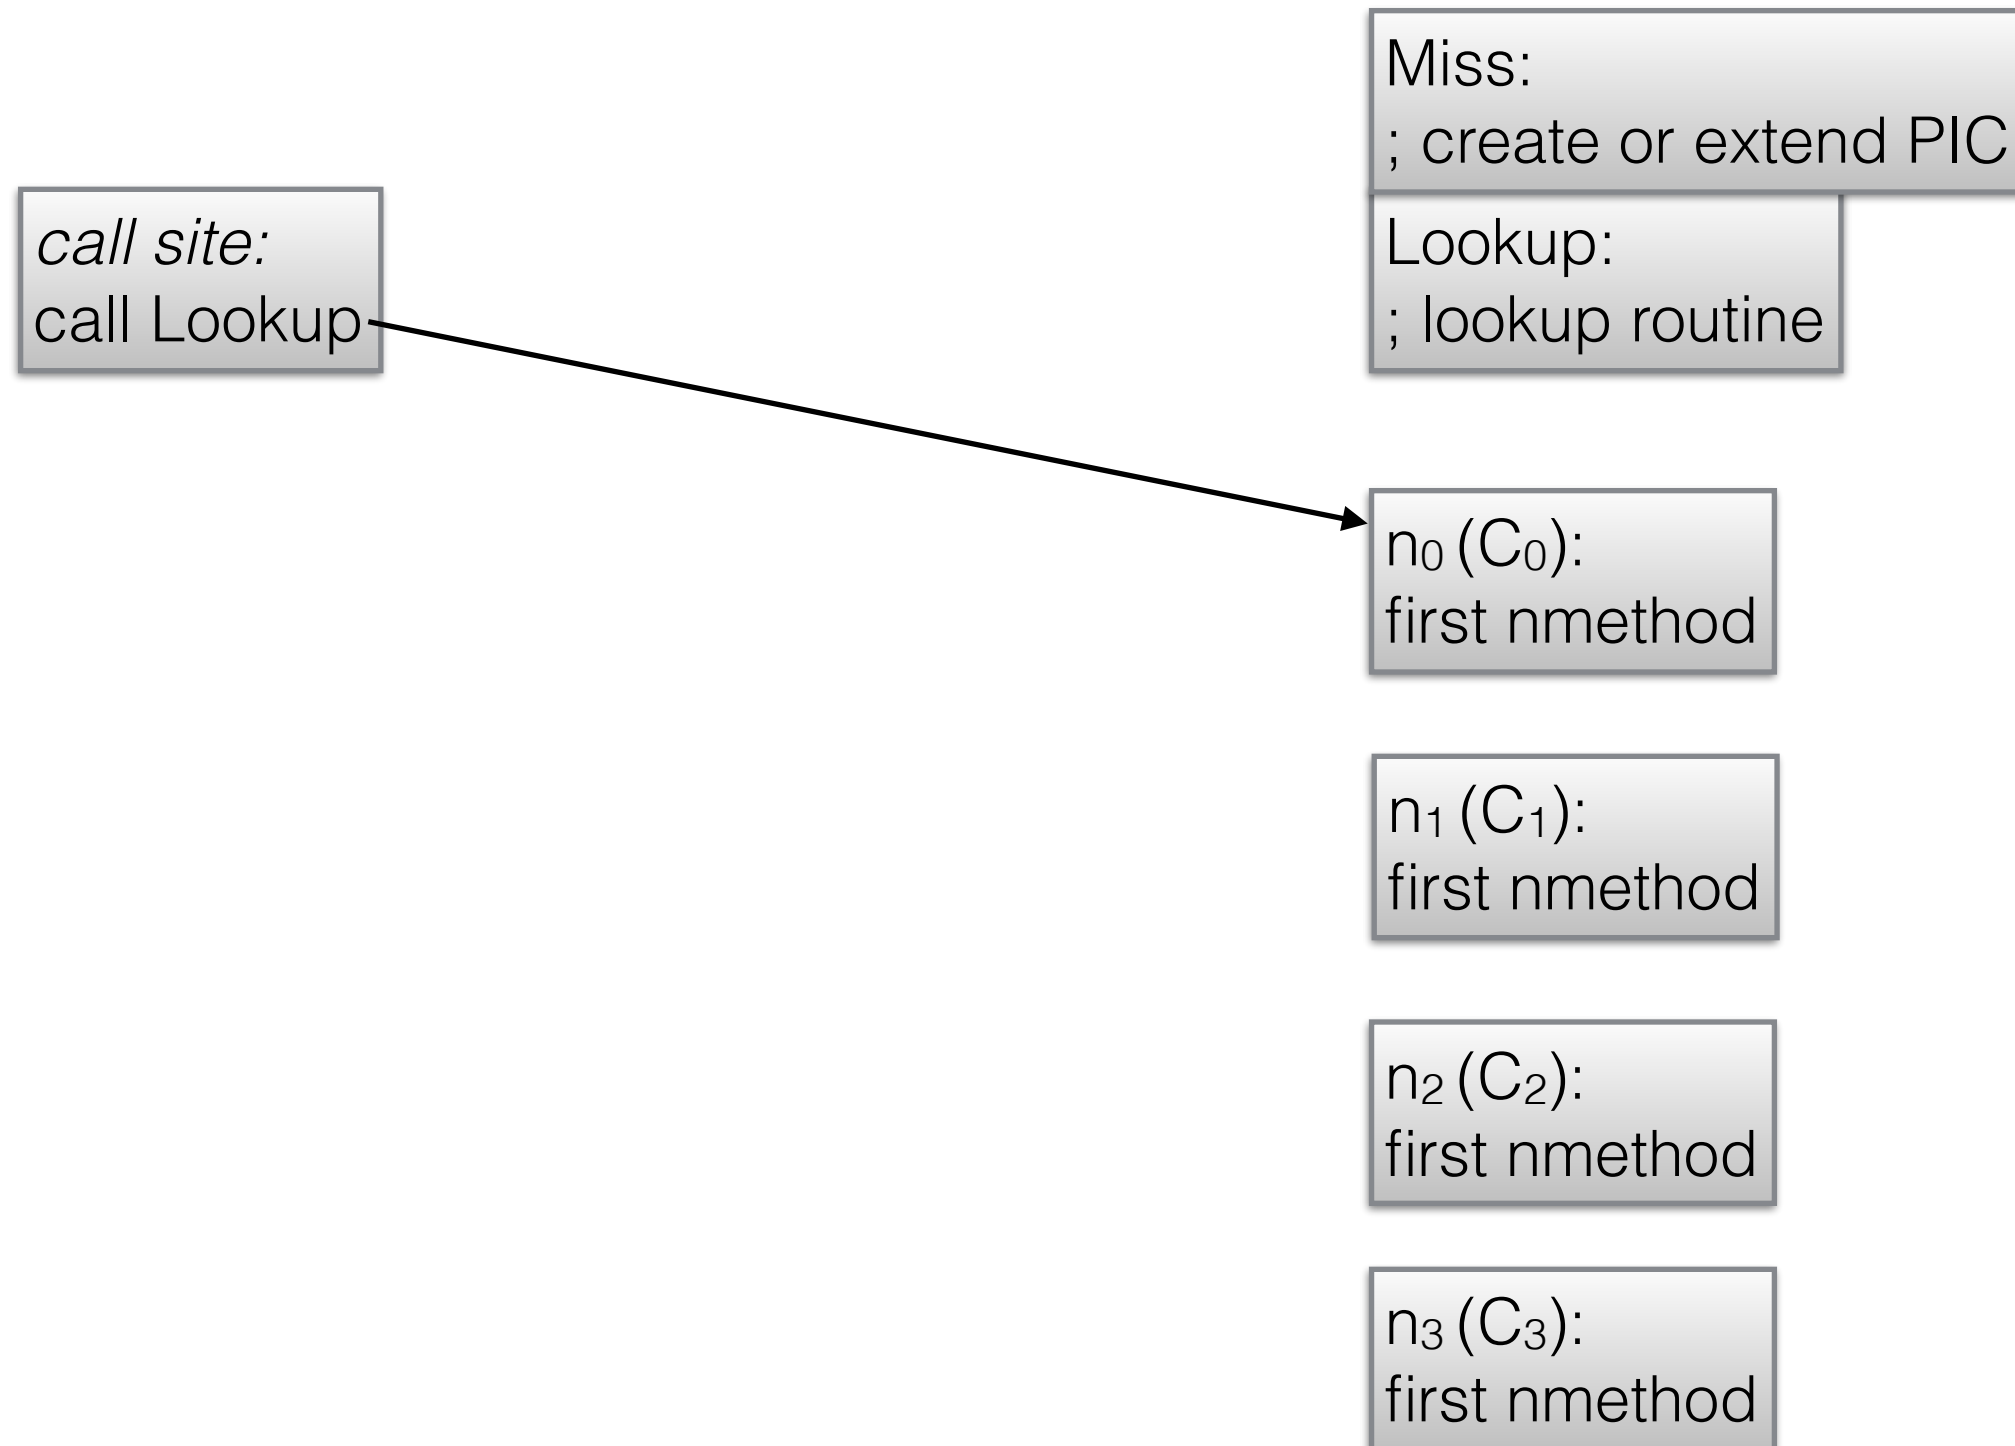 Miss:
; create or extend PIC
call site:
call Lookup
Lookup:
; lookup routine
n₀ (C₀):
first nmethod
n₁ (C₁):
first nmethod
n₂ (C₂):
first nmethod
n₃ (C₃):
first nmethod